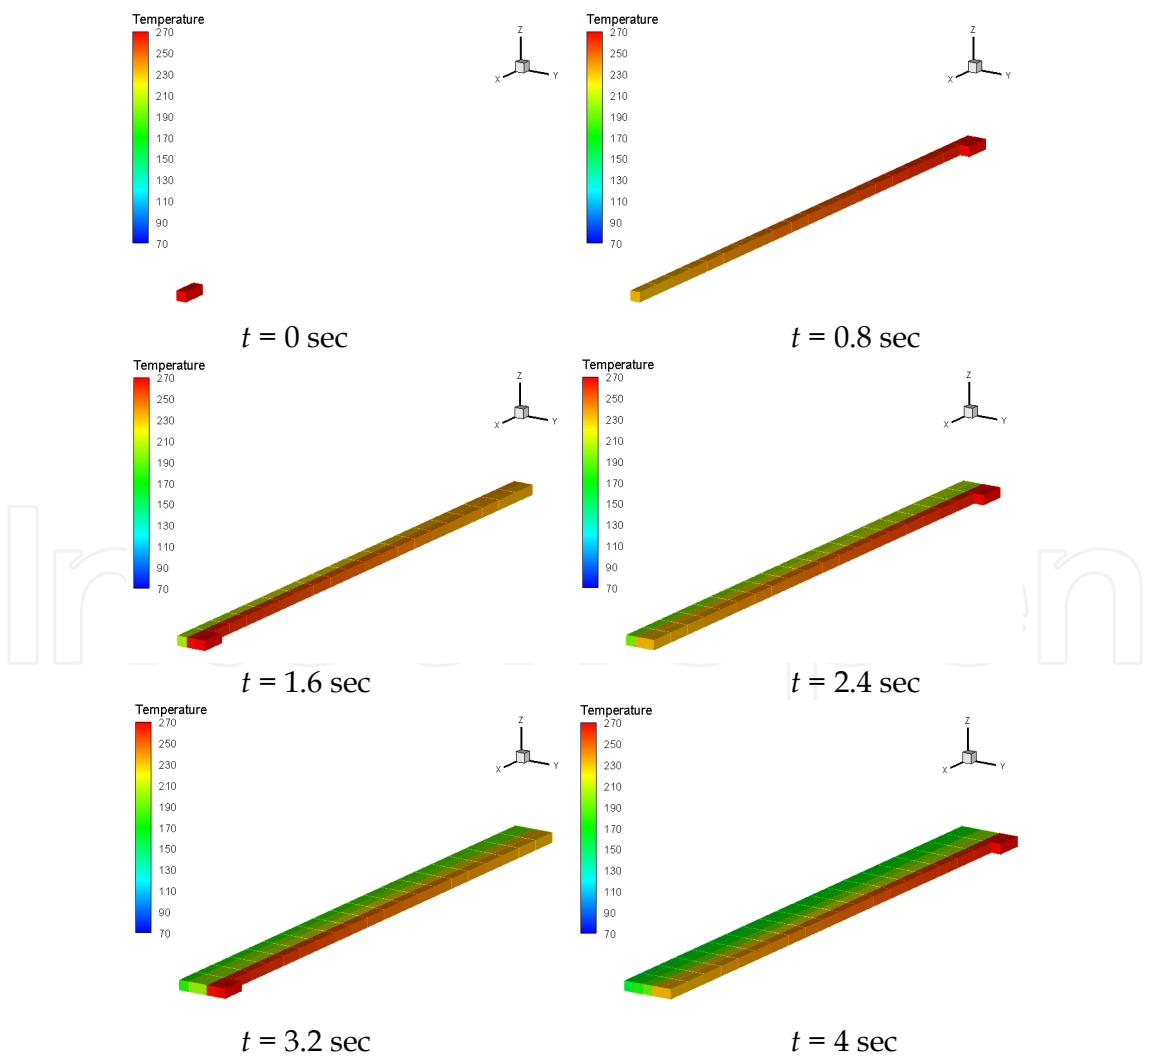 Temperature
270
250
230
210
190
170
150
130
110
90
70
Z
X
Y
t = 0 sec
Temperature
270
250
230
210
190
170
150
130
110
90
70
Z
X
Y
t = 0.8 sec
Temperature
270
250
230
210
190
170
150
130
110
90
70
Z
X
Y
t = 1.6 sec
Temperature
270
250
230
210
190
170
150
130
110
90
70
Z
X
Y
t = 2.4 sec
Temperature
270
250
230
210
190
170
150
130
110
90
70
Z
X
Y
t = 3.2 sec
Temperature
270
250
230
210
190
170
150
130
110
90
70
Z
X
Y
t = 4 sec